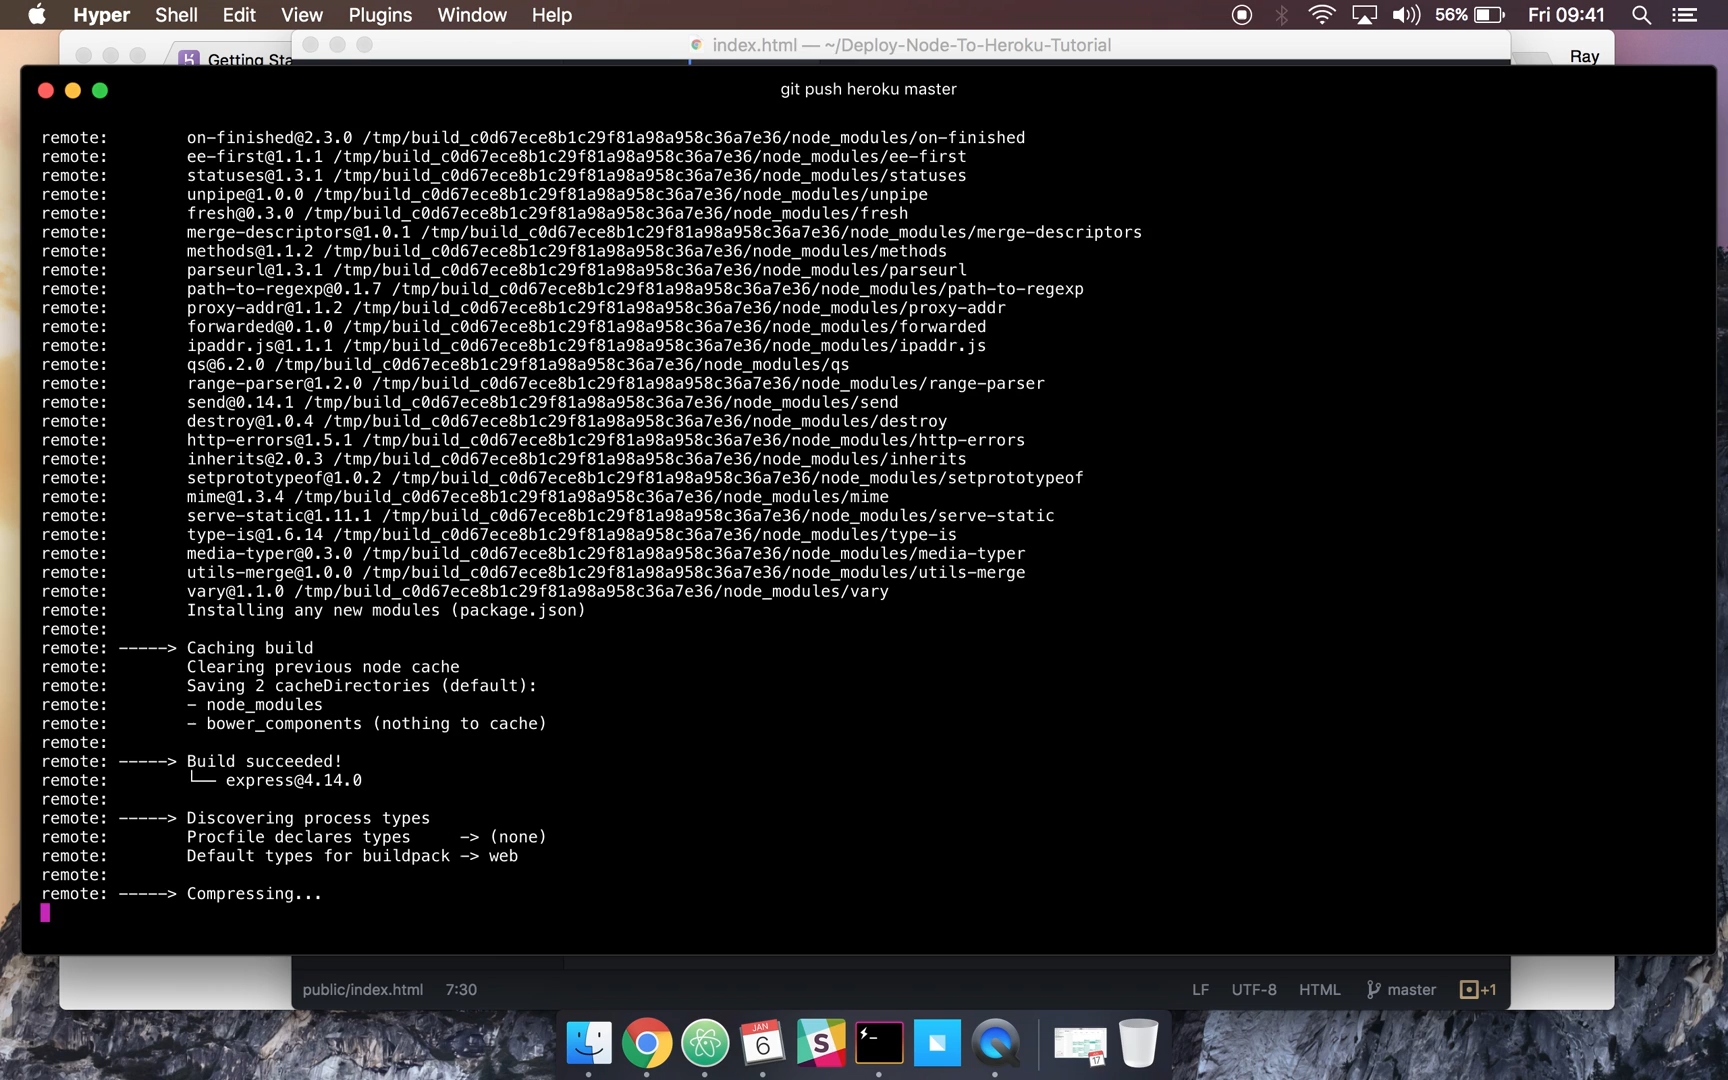 Hyper Shell Edit View Plugins Window Help 56% Fri 09:41
Getting Sta
index.html — ~/Deploy-Node-To-Heroku-Tutorial
Ray
git push heroku master
remote: on-finished@2.3.0 /tmp/build_c0d67ece8b1c29f81a98a958c36a7e36/node_modules/on-finished
remote: ee-first@1.1.1 /tmp/build_c0d67ece8b1c29f81a98a958c36a7e36/node_modules/ee-first
remote: statuses@1.3.1 /tmp/build_c0d67ece8b1c29f81a98a958c36a7e36/node_modules/statuses
remote: unpipe@1.0.0 /tmp/build_c0d67ece8b1c29f81a98a958c36a7e36/node_modules/unpipe
remote: fresh@0.3.0 /tmp/build_c0d67ece8b1c29f81a98a958c36a7e36/node_modules/fresh
remote: merge-descriptors@1.0.1 /tmp/build_c0d67ece8b1c29f81a98a958c36a7e36/node_modules/merge-descriptors
remote: methods@1.1.2 /tmp/build_c0d67ece8b1c29f81a98a958c36a7e36/node_modules/methods
remote: parseurl@1.3.1 /tmp/build_c0d67ece8b1c29f81a98a958c36a7e36/node_modules/parseurl
remote: path-to-regexp@0.1.7 /tmp/build_c0d67ece8b1c29f81a98a958c36a7e36/node_modules/path-to-regexp
remote: proxy-addr@1.1.2 /tmp/build_c0d67ece8b1c29f81a98a958c36a7e36/node_modules/proxy-addr
remote: forwarded@0.1.0 /tmp/build_c0d67ece8b1c29f81a98a958c36a7e36/node_modules/forwarded
remote: ipaddr.js@1.1.1 /tmp/build_c0d67ece8b1c29f81a98a958c36a7e36/node_modules/ipaddr.js
remote: qs@6.2.0 /tmp/build_c0d67ece8b1c29f81a98a958c36a7e36/node_modules/qs
remote: range-parser@1.2.0 /tmp/build_c0d67ece8b1c29f81a98a958c36a7e36/node_modules/range-parser
remote: send@0.14.1 /tmp/build_c0d67ece8b1c29f81a98a958c36a7e36/node_modules/send
remote: destroy@1.0.4 /tmp/build_c0d67ece8b1c29f81a98a958c36a7e36/node_modules/destroy
remote: http-errors@1.5.1 /tmp/build_c0d67ece8b1c29f81a98a958c36a7e36/node_modules/http-errors
remote: inherits@2.0.3 /tmp/build_c0d67ece8b1c29f81a98a958c36a7e36/node_modules/inherits
remote: setprototypeof@1.0.2 /tmp/build_c0d67ece8b1c29f81a98a958c36a7e36/node_modules/setprototypeof
remote: mime@1.3.4 /tmp/build_c0d67ece8b1c29f81a98a958c36a7e36/node_modules/mime
remote: serve-static@1.11.1 /tmp/build_c0d67ece8b1c29f81a98a958c36a7e36/node_modules/serve-static
remote: type-is@1.6.14 /tmp/build_c0d67ece8b1c29f81a98a958c36a7e36/node_modules/type-is
remote: media-typer@0.3.0 /tmp/build_c0d67ece8b1c29f81a98a958c36a7e36/node_modules/media-typer
remote: utils-merge@1.0.0 /tmp/build_c0d67ece8b1c29f81a98a958c36a7e36/node_modules/utils-merge
remote: vary@1.1.0 /tmp/build_c0d67ece8b1c29f81a98a958c36a7e36/node_modules/vary
remote: Installing any new modules (package.json)
remote:
remote: -----> Caching build
remote: Clearing previous node cache
remote: Saving 2 cacheDirectories (default):
remote: - node_modules
remote: - bower_components (nothing to cache)
remote:
remote: -----> Build succeeded!
remote: └── express@4.14.0
remote:
remote: -----> Discovering process types
remote: Procfile declares types -> (none)
remote: Default types for buildpack -> web
remote:
remote: -----> Compressing...
public/index.html 7:30 LF UTF-8 HTML master +1
JAN
6
17